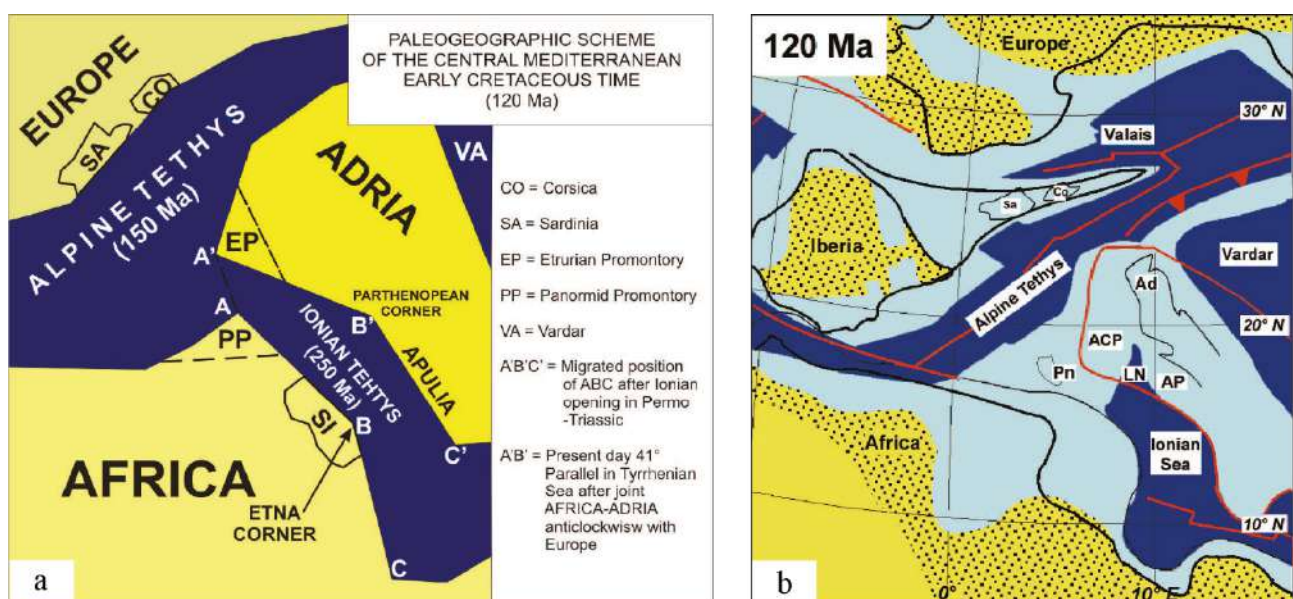 PALEOGEOGRAPHIC SCHEME
OF THE CENTRAL MEDITERRANEAN
EARLY CRETACEOUS TIME
(120 Ma)
EUROPE
CO
SA
ALPINE TETHYS
(150 Ma)
ADRIA
VA
EP
A'
A
PP
PARTHENOPEAN
CORNER
B'
IONIAN TEHTYS
(250 Ma)
APULIA
SI
B
C'
AFRICA
ETNA
CORNER
C
a
CO = Corsica
SA = Sardinia
EP = Etrurian Promontory
PP = Panormid Promontory
VA = Vardar
A'B'C' = Migrated position
of ABC after Ionian
opening in Permo
-Triassic
A'B' = Present day 41°
Parallel in Tyrrhenian
Sea after joint
AFRICA-ADRIA
anticlockwisw with
Europe
120 Ma
Europe
30° N
Valais
Sa
Co
Iberia
Vardar
Alpine Tethys
Ad
20° N
ACP
Pn
LN
AP
Africa
Ionian
Sea
10° N
0°
10° E
b